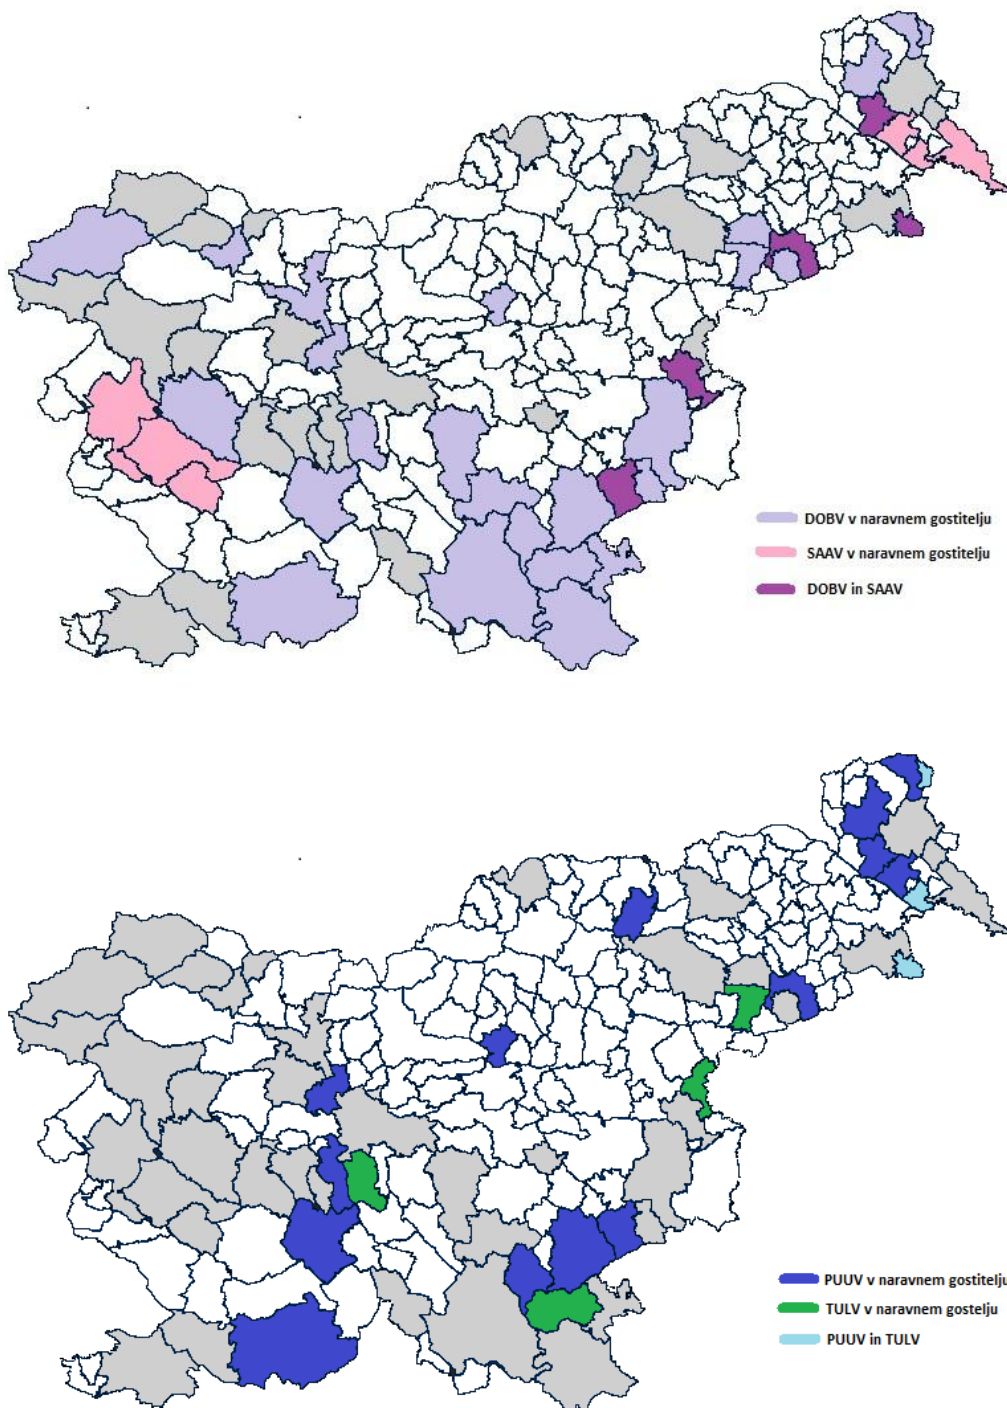 DOBV v naravnem gostitelju
SAAV v naravnem gostitelju
DOBV in SAAV
PUUV v naravnem gostitelju
TULV v naravnem gostelju
PUUV in TULV